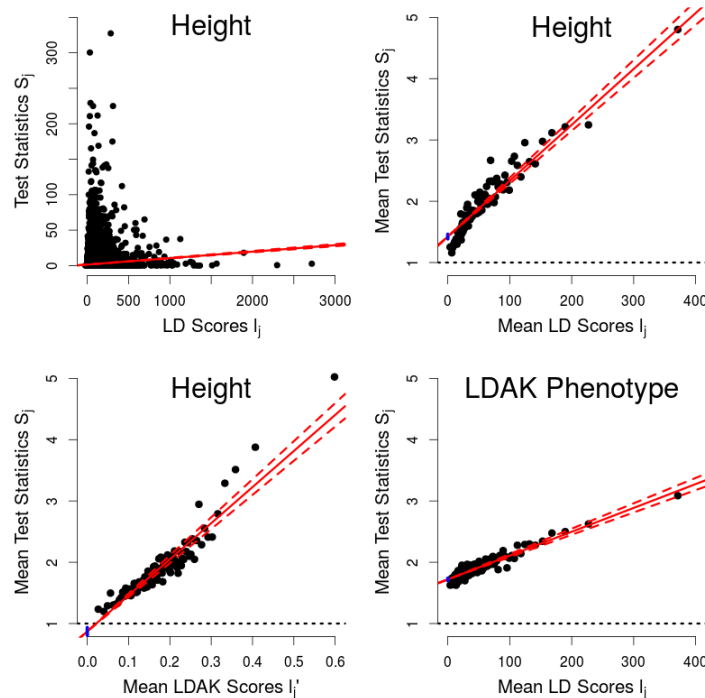 Height
Test Statistics Sj
0 50 100 150 200 300
0 500 1000 2000 3000
LD Scores lj
Height
Mean Test Statistics Sj
1 2 3 4 5
0 100 200 300 400
Mean LD Scores lj
Height
Mean Test Statistics Sj
1 2 3 4 5
0.0 0.1 0.2 0.3 0.4 0.5 0.6
Mean LDAK Scores lj'
LDAK Phenotype
Mean Test Statistics Sj
1 2 3 4 5
0 100 200 300 400
Mean LD Scores lj